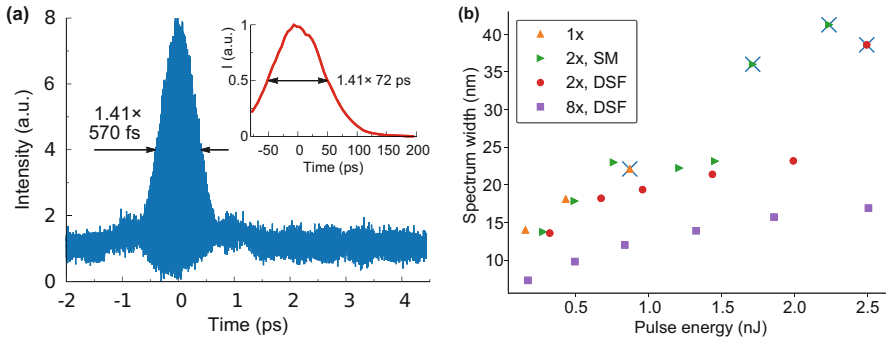 (a)
8
6
4
2
0
Intensity (a.u.)
-2
-1
0
1
2
3
4
Time (ps)
1.41×
570 fs
1
0.5
0
I (a.u.)
-50
0
50
100
150
200
Time (ps)
1.41× 72 ps
(b)
40
35
30
25
20
15
10
Spectrum width (nm)
0.5
1.0
1.5
2.0
2.5
Pulse energy (nJ)
1x
2x, SM
2x, DSF
8x, DSF